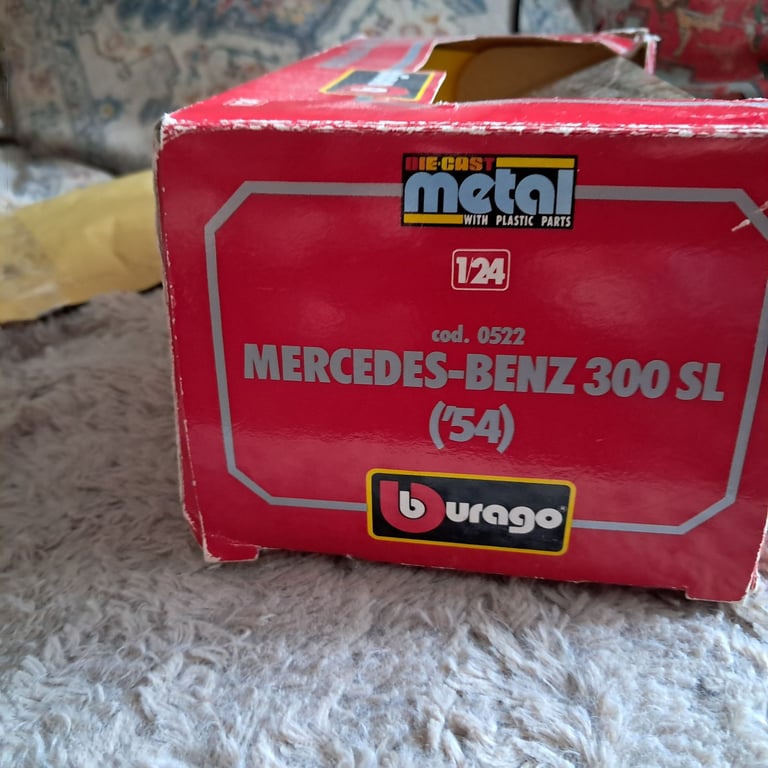 DIE-CAST
metal
WITH PLASTIC PARTS
1/24
cod. 0522
MERCEDES-BENZ 300 SL
('54)
burago